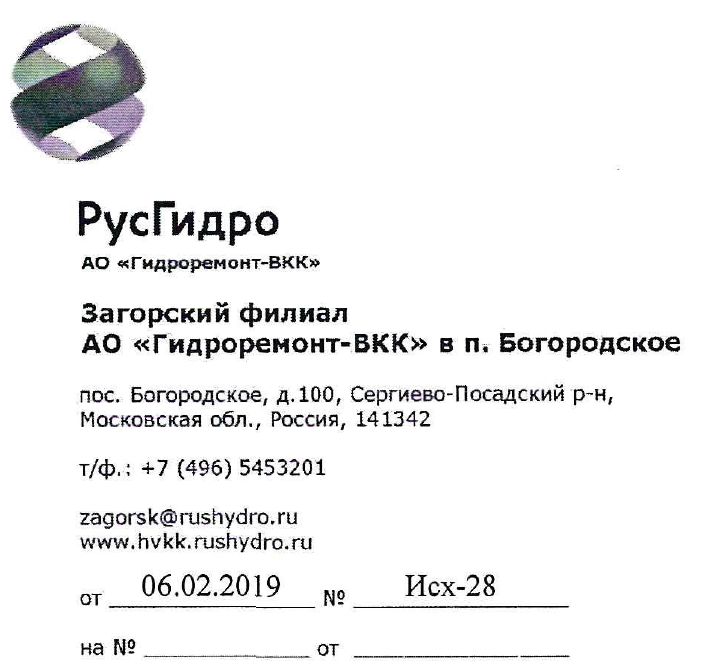 РусГидро
АО «Гидроремонт-ВКК»
Загорский филиал
АО «Гидроремонт-ВКК» в п. Богородское
пос. Богородское, д.100, Сергиево-Посадский р-н,
Московская обл., Россия, 141342
т/ф.: +7 (496) 5453201
zagorsk@rushydro.ru
www.hvkk.rushydro.ru
от 06.02.2019 № Исх-28
на № ____________ от ____________